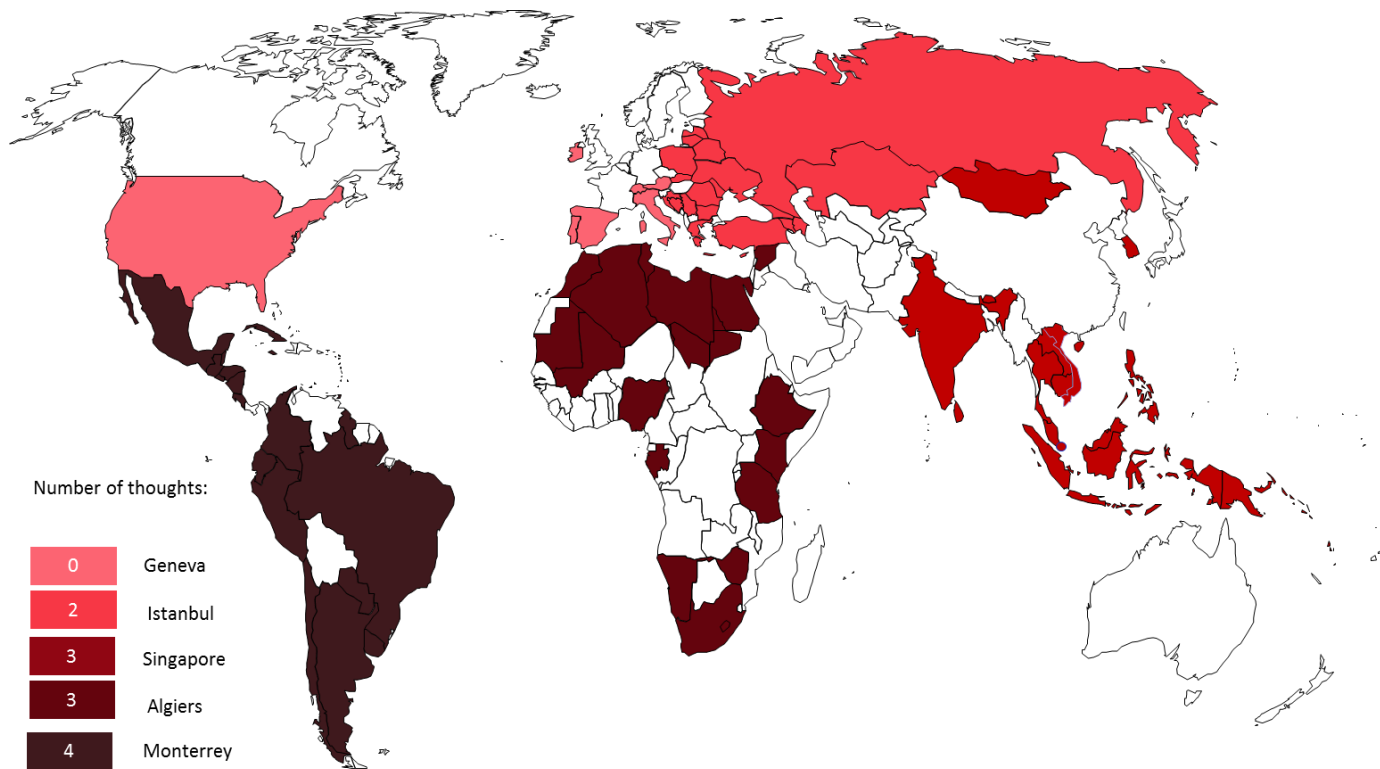 Number of thoughts:
0 Geneva
2 Istanbul
3 Singapore
3 Algiers
4 Monterrey